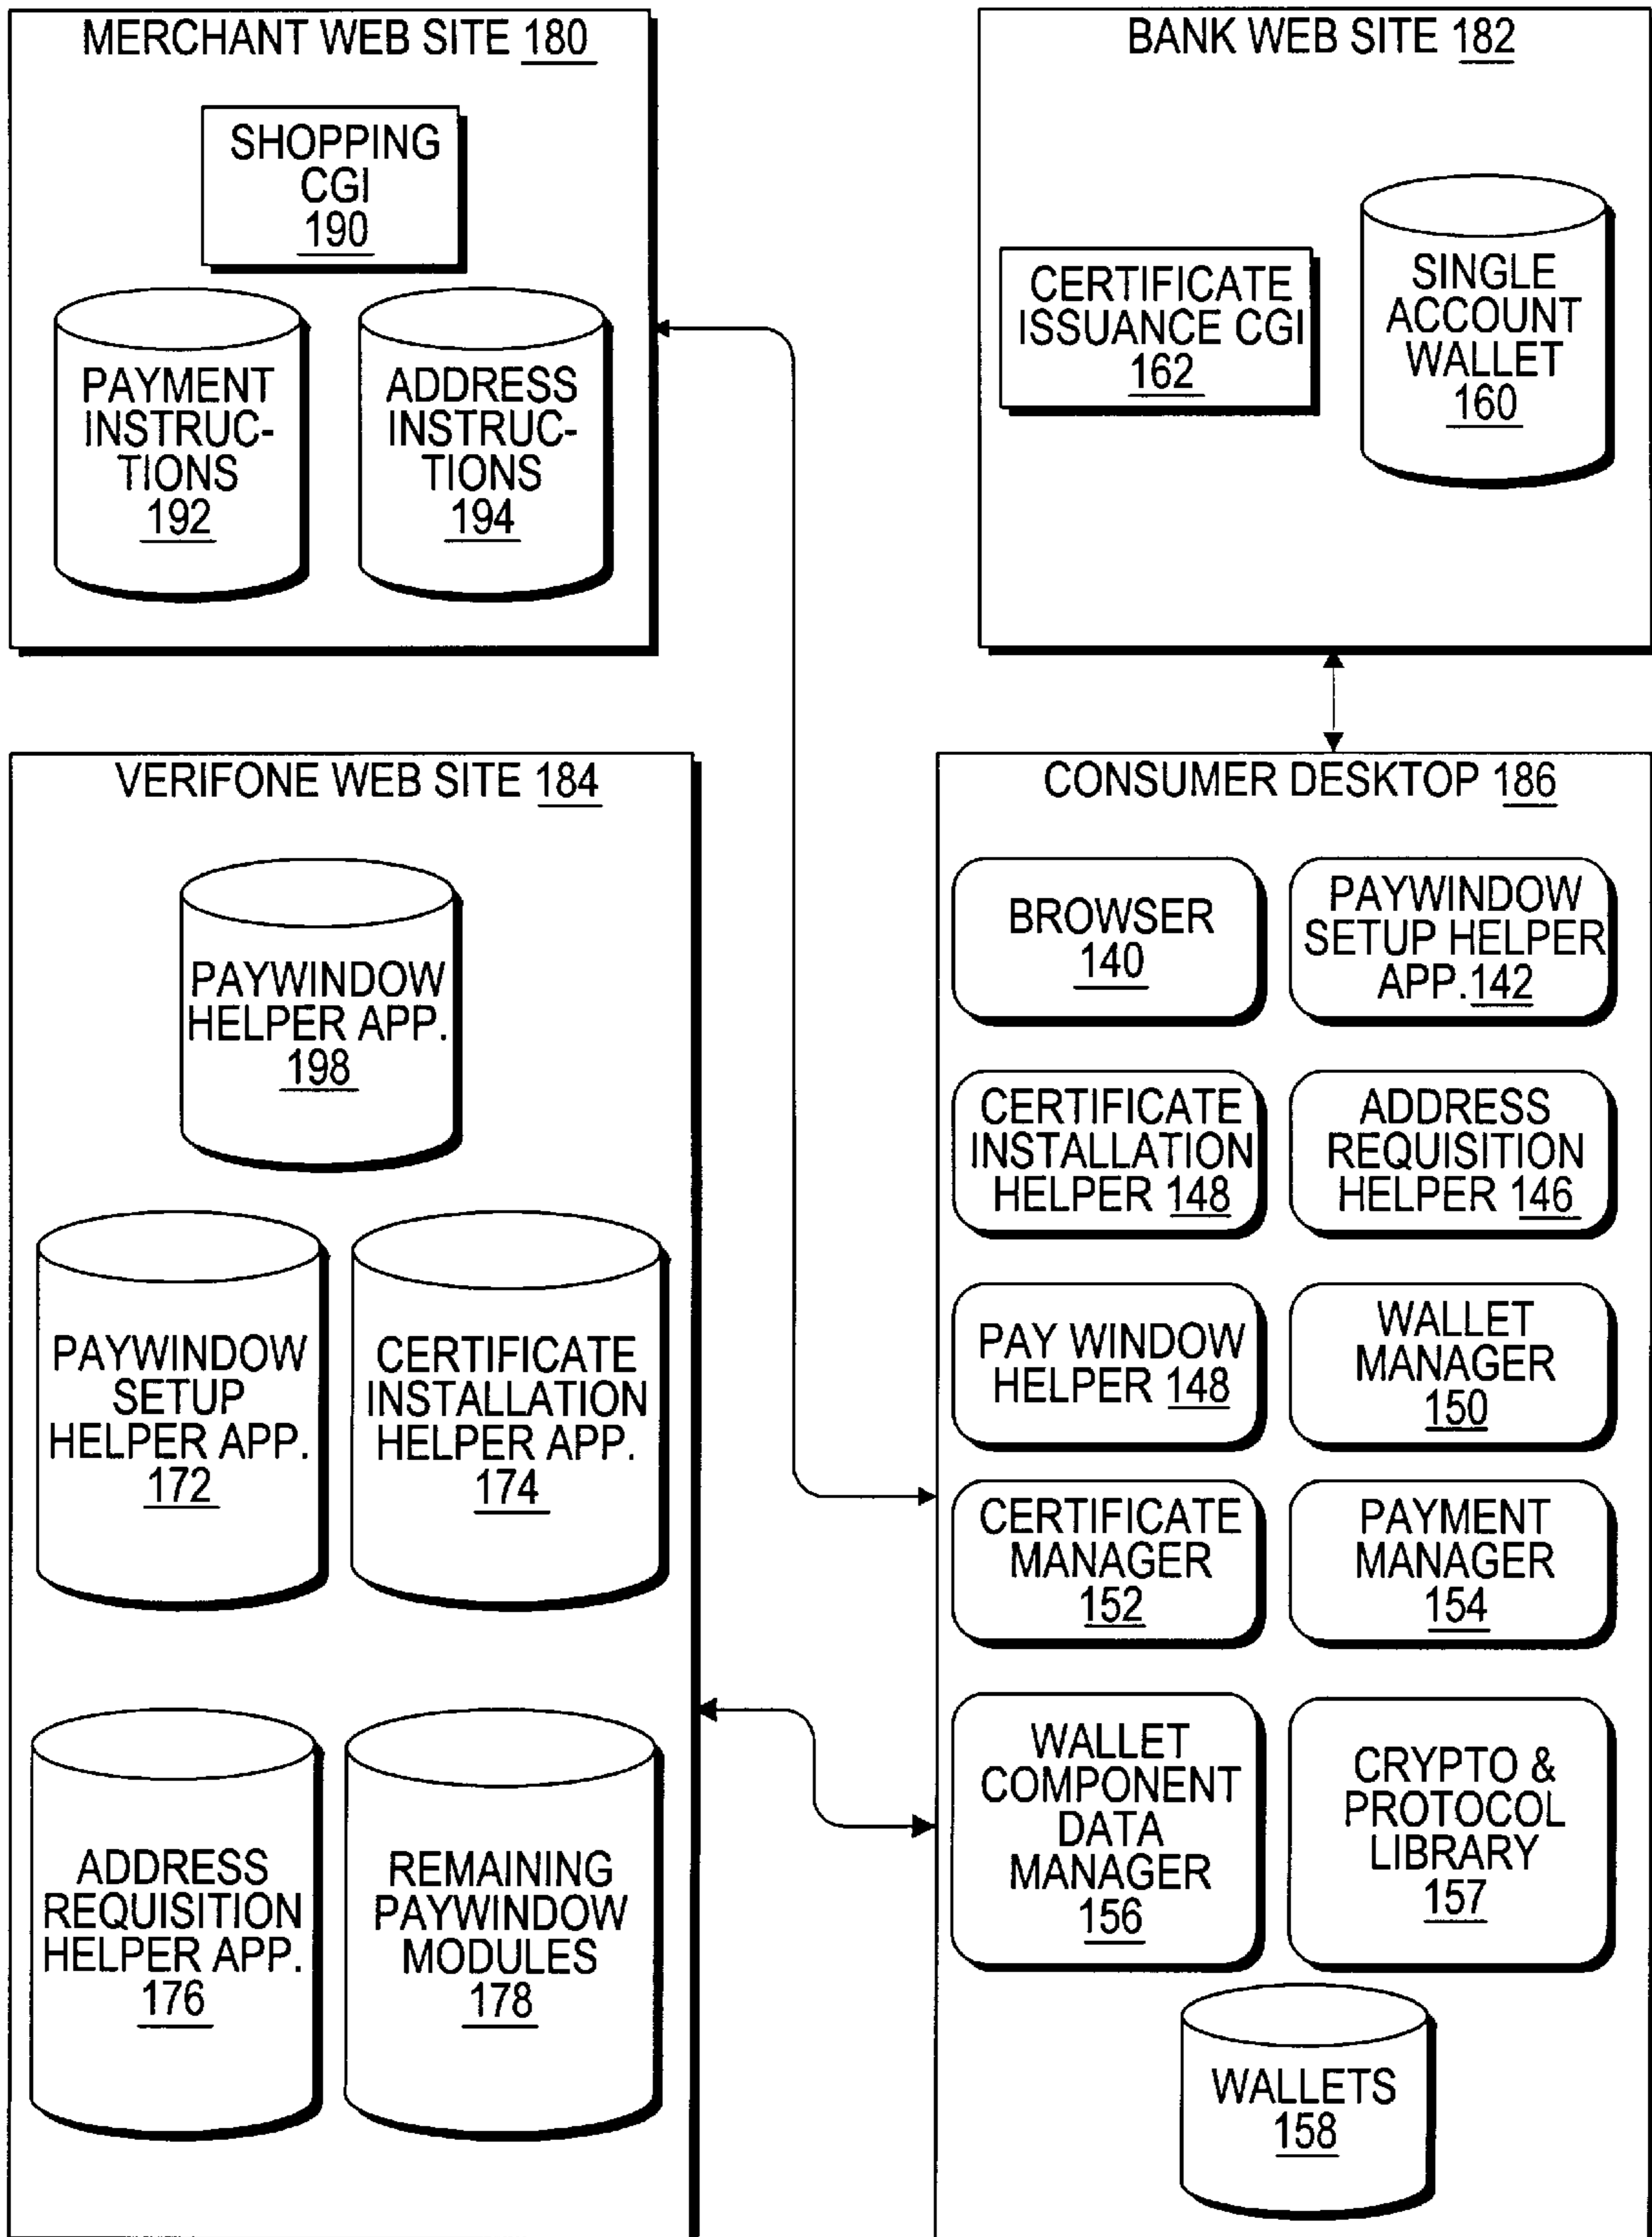 MERCHANT WEB SITE 180
SHOPPING
CGI
190
PAYMENT
INSTRUC-
TIONS
192
ADDRESS
INSTRUC-
TIONS
194
BANK WEB SITE 182
CERTIFICATE
ISSUANCE CGI
162
SINGLE
ACCOUNT
WALLET
160
VERIFONE WEB SITE 184
PAYWINDOW
HELPER APP.
198
PAYWINDOW
SETUP
HELPER APP.
172
CERTIFICATE
INSTALLATION
HELPER APP.
174
ADDRESS
REQUISITION
HELPER APP.
176
REMAINING
PAYWINDOW
MODULES
178
CONSUMER DESKTOP 186
BROWSER
140
PAYWINDOW
SETUP HELPER
APP.142
CERTIFICATE
INSTALLATION
HELPER 148
ADDRESS
REQUISITION
HELPER 146
PAY WINDOW
HELPER 148
WALLET
MANAGER
150
CERTIFICATE
MANAGER
152
PAYMENT
MANAGER
154
WALLET
COMPONENT
DATA
MANAGER
156
CRYPTO &
PROTOCOL
LIBRARY
157
WALLETS
158